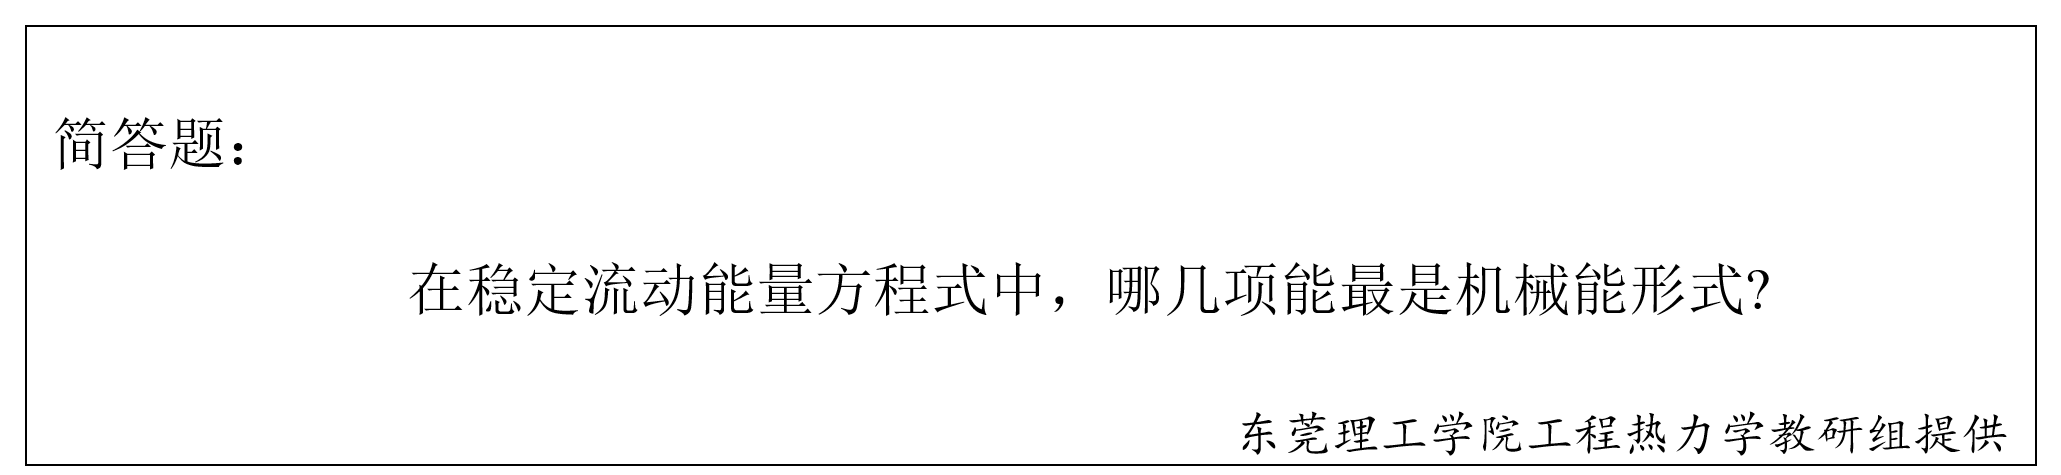 简答题：
在稳定流动能量方程式中，哪几项能最是机械能形式?
东莞理工学院工程热力学教研组提供